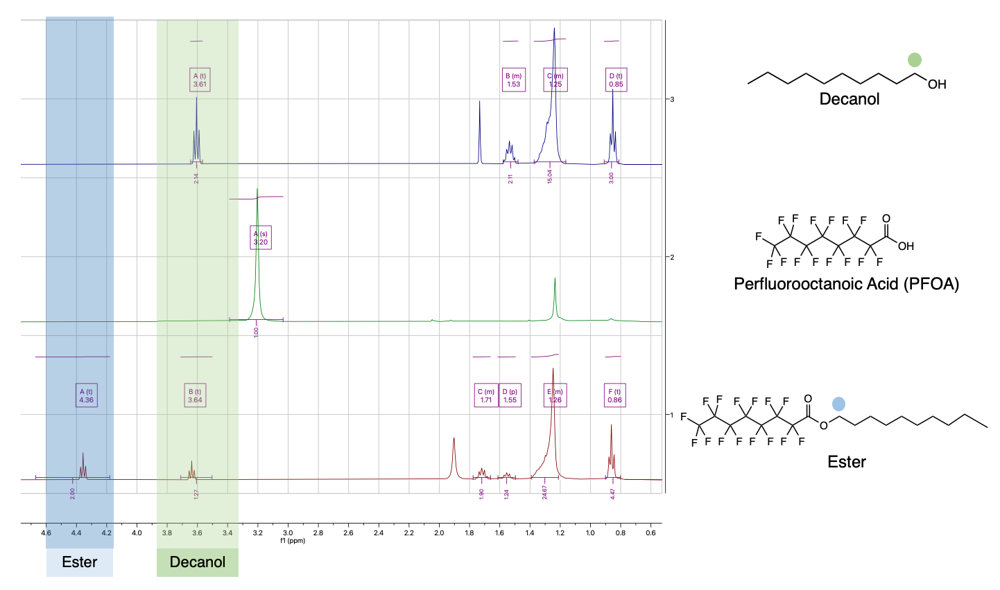 A (t)
3.61
B (m)
1.53
C (m)
1.25
D (t)
0.85
2.14
2.11
15.04
3.00
3
OH
Decanol
A (s)
3.20
1.00
2
F F F F F F F O
F OH
F F F F F F F F
Perfluorooctanoic Acid (PFOA)
A (t)
4.36
B (t)
3.64
C (m)
1.71
D (p)
1.55
E (m)
1.26
F (t)
0.86
2.00
1.27
1.90
1.24
24.67
4.47
1
F F F F F F O
F O
F F F F F F F F
Ester
4.6 4.4 4.2 4.0 3.8 3.6 3.4 3.2 3.0 2.8 2.6 2.4 2.2 2.0 1.8 1.6 1.4 1.2 1.0 0.8 0.6
f1 (ppm)
Ester
Decanol